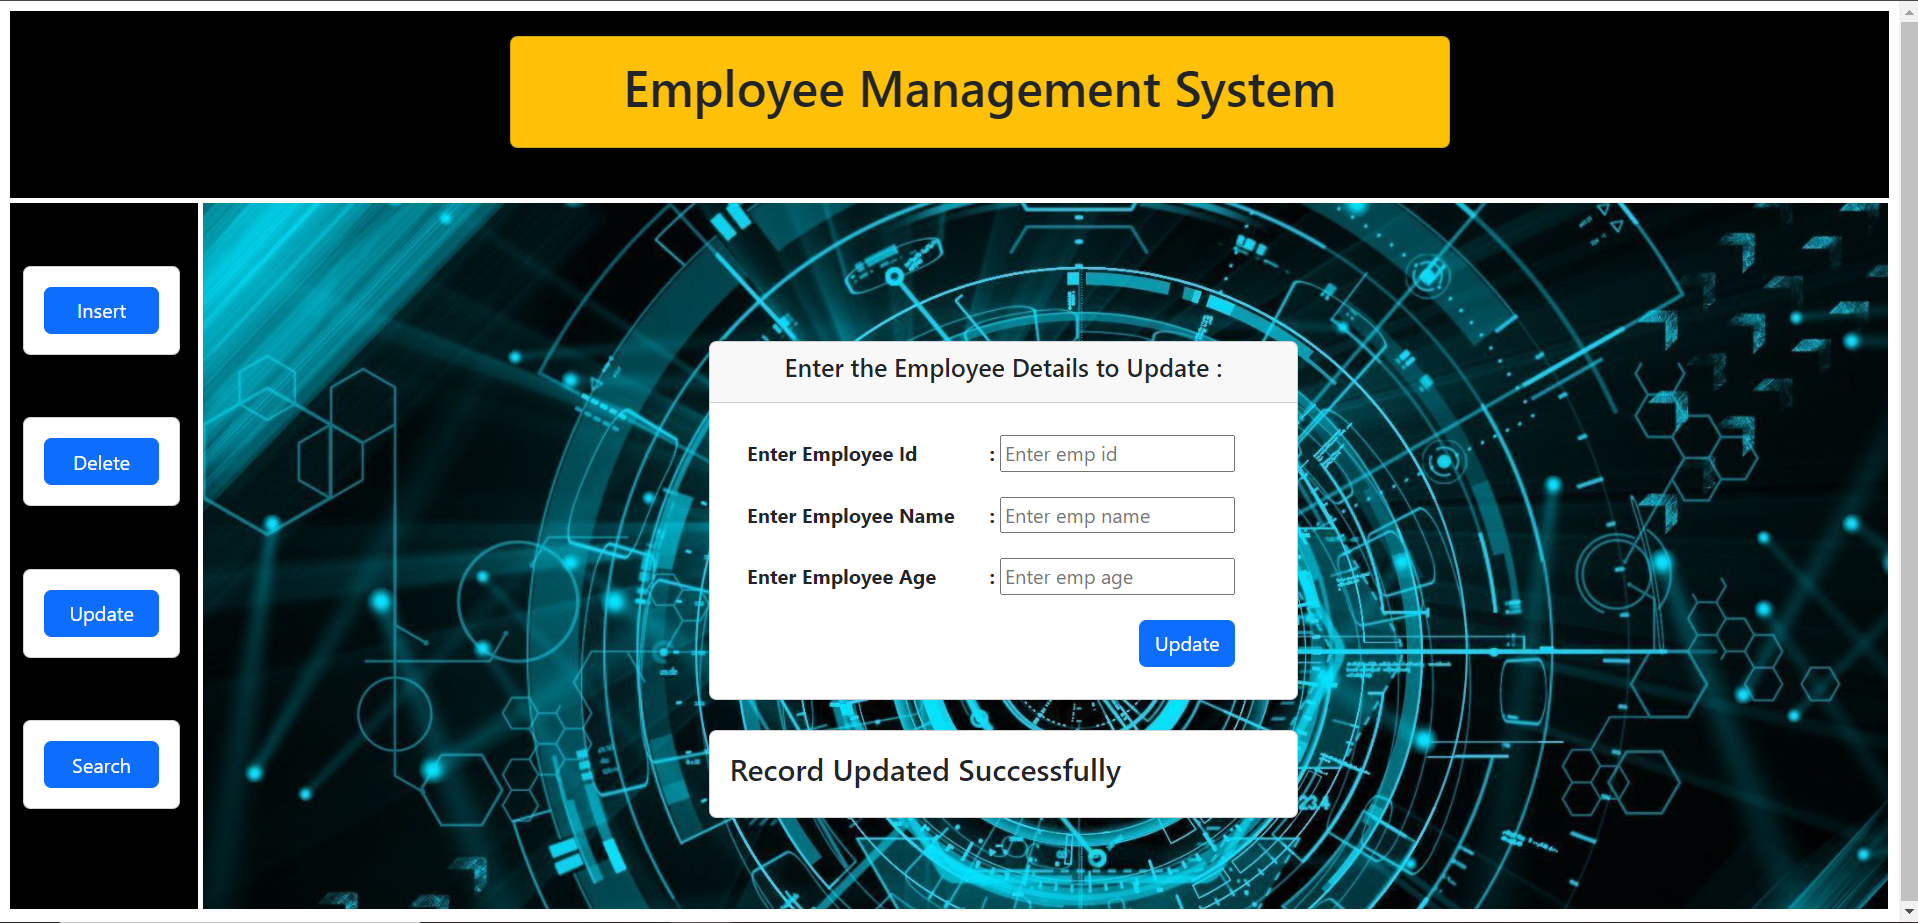 Employee Management System
Insert
Delete
Update
Search
Enter the Employee Details to Update :
Enter Employee Id : Enter emp id
Enter Employee Name : Enter emp name
Enter Employee Age : Enter emp age
Update
Record Updated Successfully